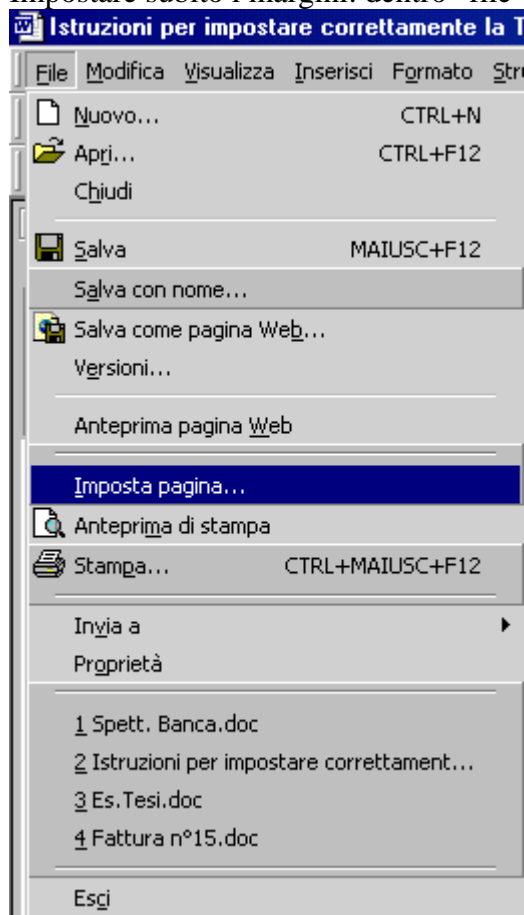 Impostare subito i margini: dentro "file"
Istruzioni per impostare correttamente la T
File Modifica Visualizza Inserisci Formato Stru
Nuovo... CTRL+N
Apri... CTRL+F12
Chiudi
Salva MAIUSC+F12
Salva con nome...
Salva come pagina Web...
Versioni...
Anteprima pagina Web
Imposta pagina...
Anteprima di stampa
Stampa... CTRL+MAIUSC+F12
Invia a
Proprietà
1 Spett. Banca.doc
2 Istruzioni per impostare correttament...
3 Es.Tesi.doc
4 Fattura n°15.doc
Esci